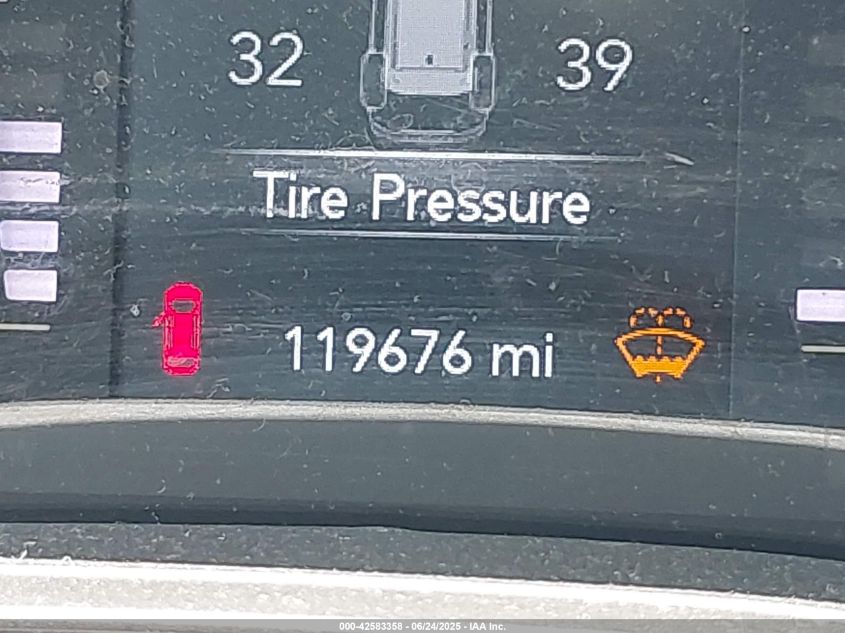 32 39
Tire Pressure
119676 mi
000-42583358 - 06/24/2025 - IAA Inc.